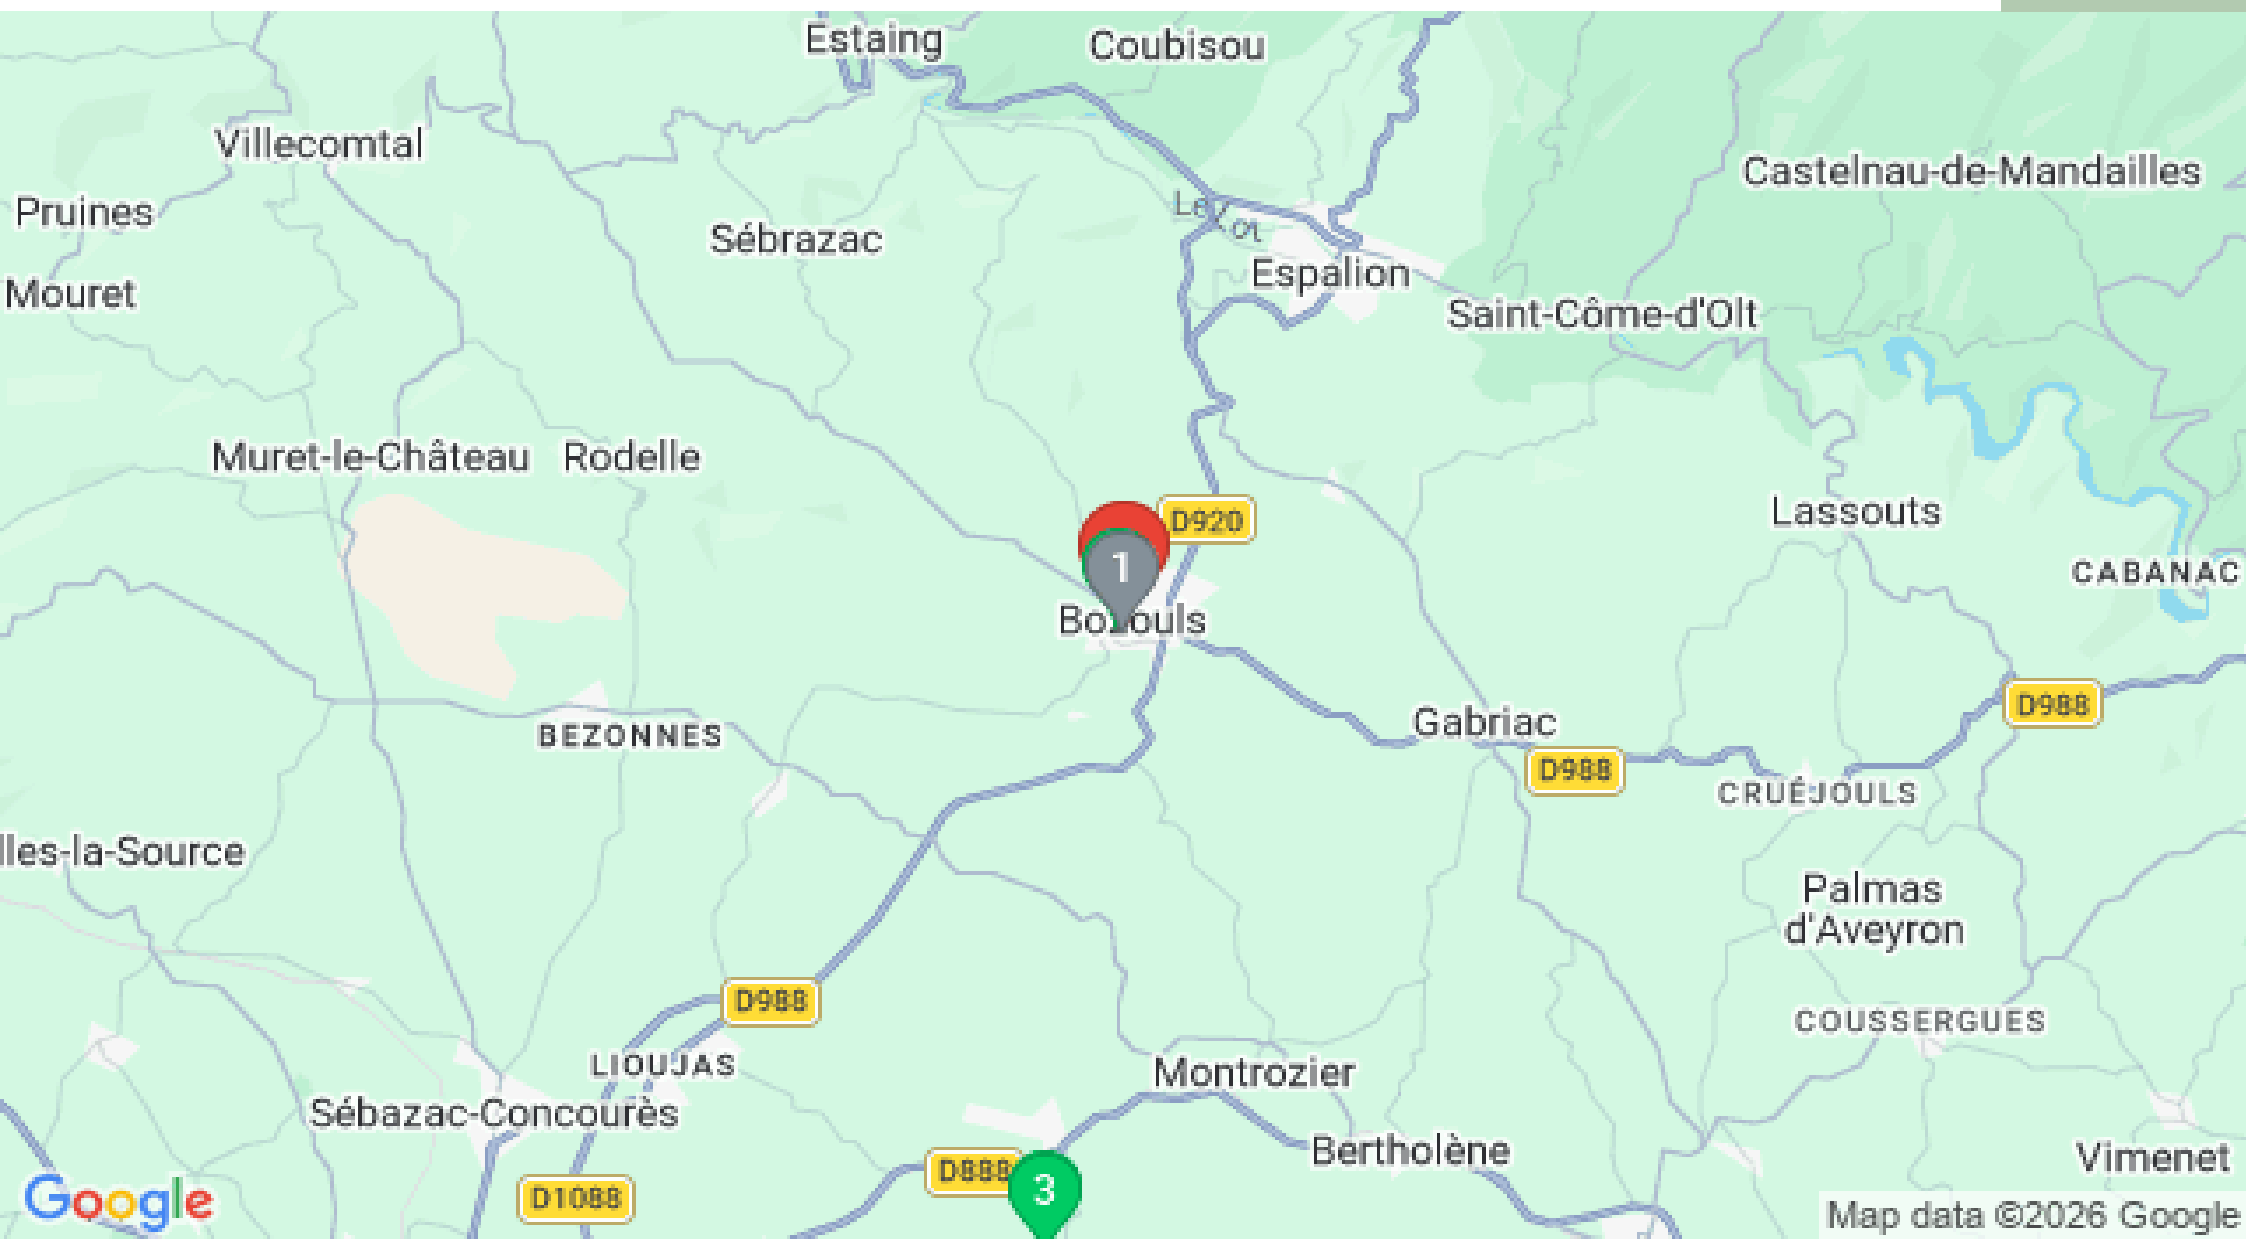 Estaing
Coubisou
Villecomtal
Castelnau-de-Mandailles
Pruines
Sébrazac
Espalion
Mouret
Saint-Côme-d'Olt
Muret-le-Château
Rodelle
D920
Lassouts
1
CABANAC
Bozouls
D988
Gabriac
BEZONNES
D988
CRUÉJOULS
lles-la-Source
Palmas
d'Aveyron
D988
COUSSERGUES
LIOUJAS
Montrozier
Sébazac-Concourès
Bertholène
Vimenet
D888
3
D1088
Google
Map data ©2026 Google